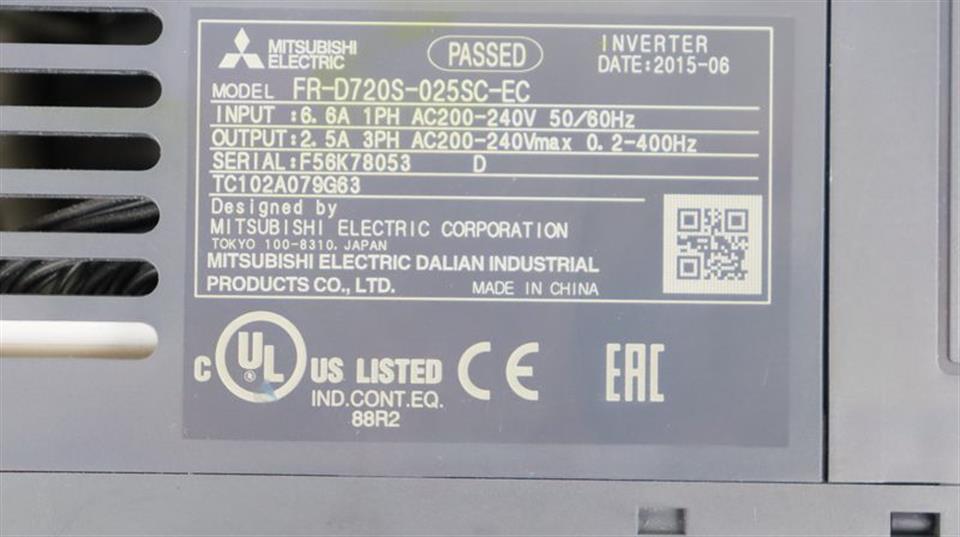 MITSUBISHI
ELECTRIC
PASSED
INVERTER
DATE:2015-06
MODEL FR-D720S-025SC-EC
INPUT :6.6A 1PH AC200-240V 50/60Hz
OUTPUT:2.5A 3PH AC200-240Vmax 0.2-400Hz
SERIAL:F56K78053 D
TC102A079G63
Designed by
MITSUBISHI ELECTRIC CORPORATION
TOKYO 100-8310, JAPAN
MITSUBISHI ELECTRIC DALIAN INDUSTRIAL
PRODUCTS CO., LTD. MADE IN CHINA
C UL ® US LISTED
IND.CONT.EQ.
88R2
CE
EAC